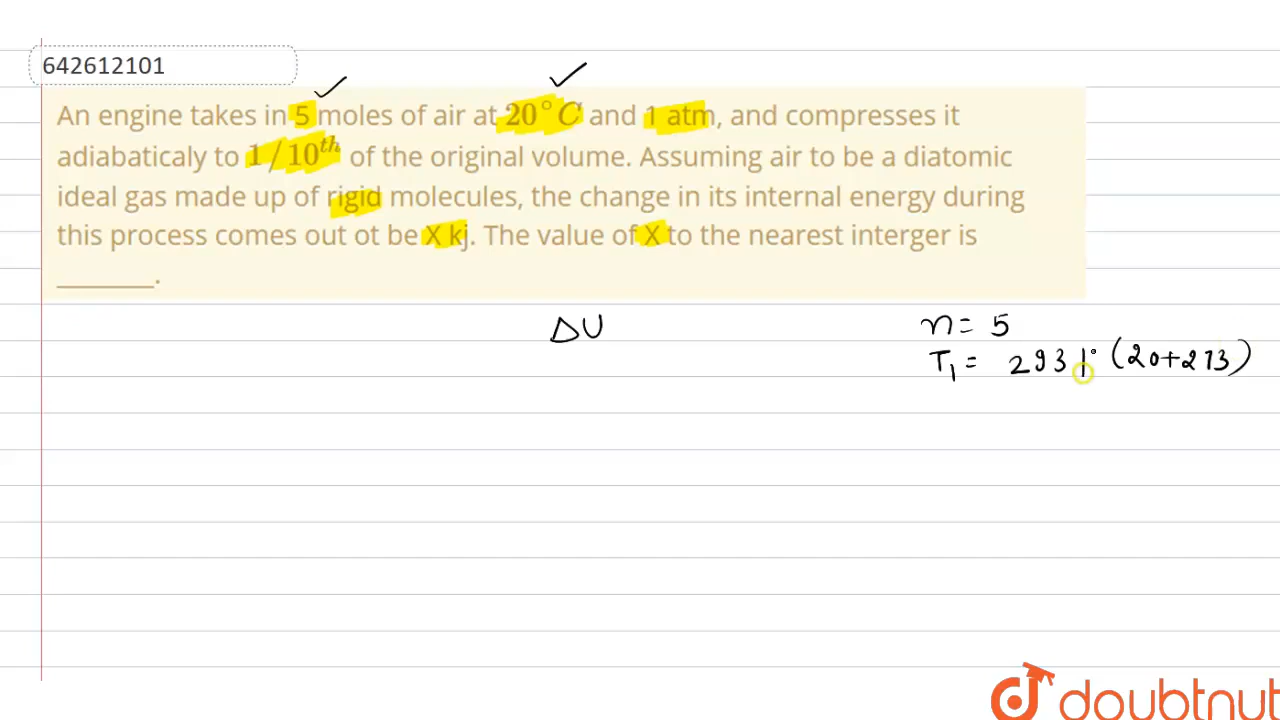 642612101
An engine takes in 5 moles of air at 20°C and 1 atm, and compresses it
adiabaticaly to 1/10th of the original volume. Assuming air to be a diatomic
ideal gas made up of rigid molecules, the change in its internal energy during
this process comes out ot be X kj. The value of X to the nearest interger is
________.
ΔU n = 5
T1 = 293 (20+273)
doubtnut